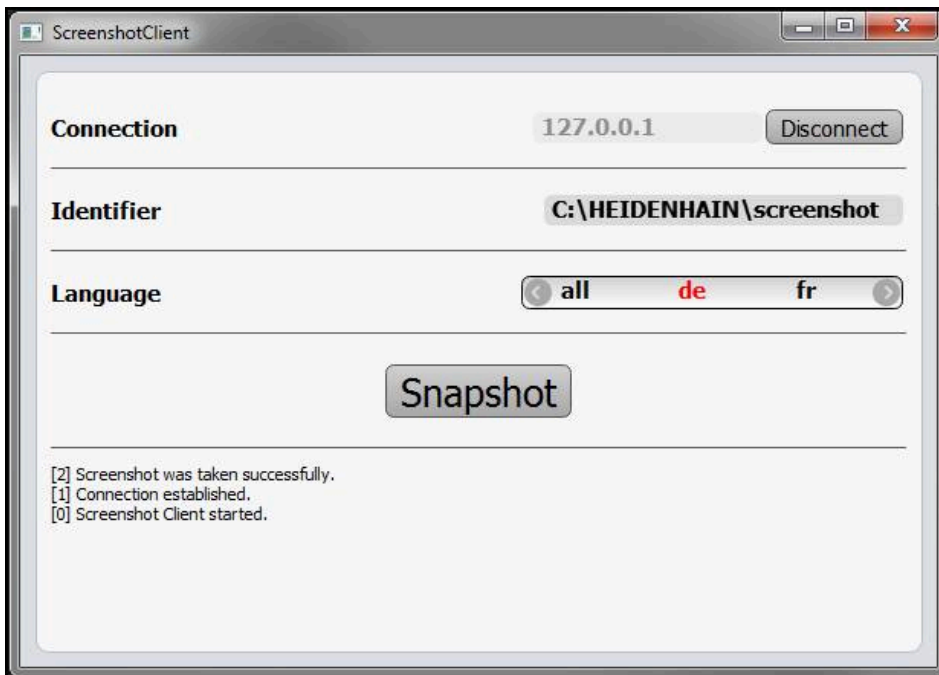 ScreenshotClient
Connection 127.0.0.1 Disconnect
Identifier C:\HEIDENHAIN\screenshot
Language all de fr
Snapshot
[2] Screenshot was taken successfully.
[1] Connection established.
[0] Screenshot Client started.